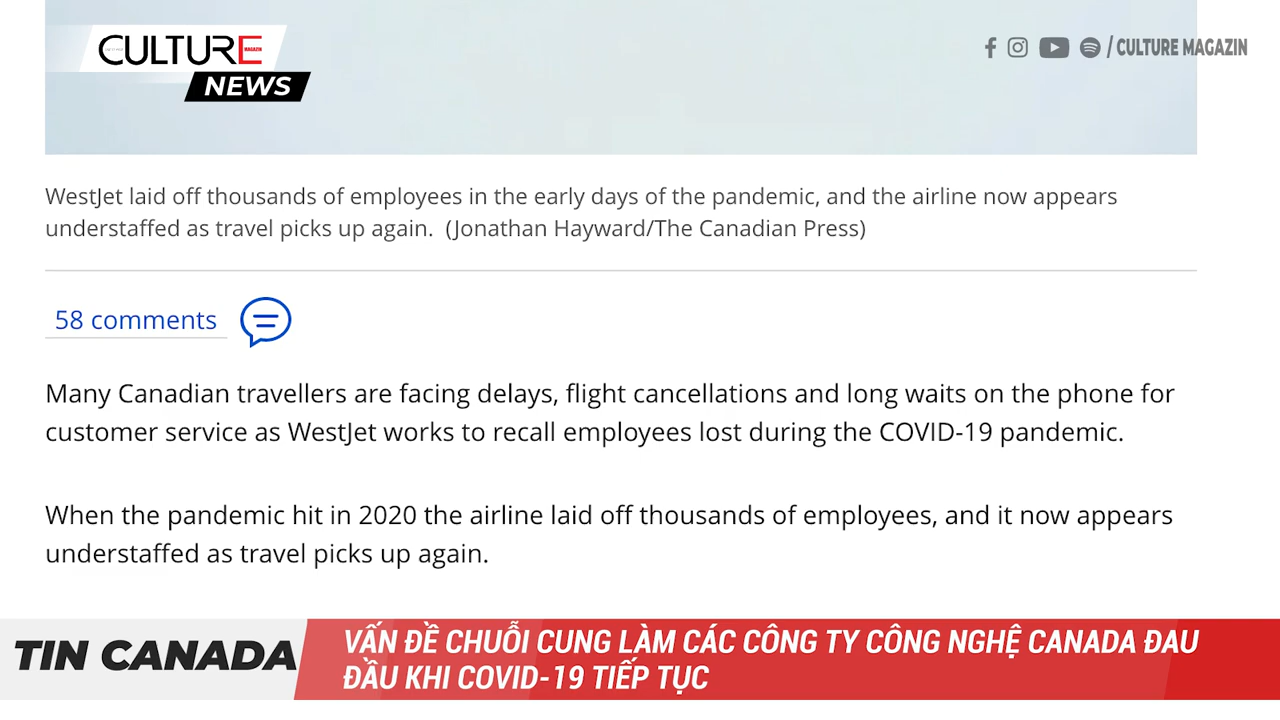 CULTURE
MAGAZIN
NEWS
/ CULTURE MAGAZIN
WestJet laid off thousands of employees in the early days of the pandemic, and the airline now appears
understaffed as travel picks up again. (Jonathan Hayward/The Canadian Press)
58 comments
Many Canadian travellers are facing delays, flight cancellations and long waits on the phone for
customer service as WestJet works to recall employees lost during the COVID-19 pandemic.
When the pandemic hit in 2020 the airline laid off thousands of employees, and it now appears
understaffed as travel picks up again.
TIN CANADA
VẤN ĐỀ CHUỖI CUNG LÀM CÁC CÔNG TY CÔNG NGHỆ CANADA ĐAU
ĐẦU KHI COVID-19 TIẾP TỤC